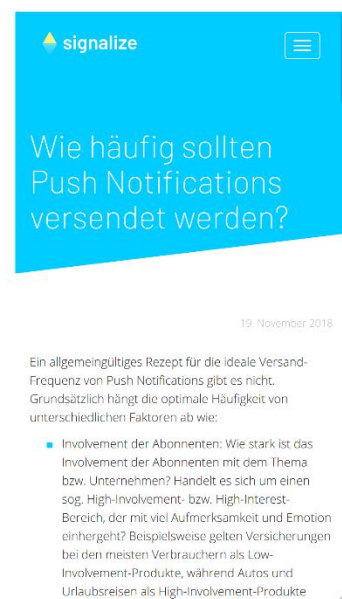 signalize
Wie häufig sollten
Push Notifications
versendet werden?
19. November 2018
Ein allgemeingültiges Rezept für die ideale Versand-
Frequenz von Push Notifications gibt es nicht.
Grundsätzlich hängt die optimale Häufigkeit von
unterschiedlichen Faktoren ab wie:
Involvement der Abonnenten: Wie stark ist das
Involvement der Abonnenten mit dem Thema
bzw. Unternehmen? Handelt es sich um einen
sog. High-Involvement- bzw. High-Interest-
Bereich, der mit viel Aufmerksamkeit und Emotion
einhergeht? Beispielsweise gelten Versicherungen
bei den meisten Verbrauchern als Low-
Involvement-Produkte, während Autos und
Urlaubsreisen als High-Involvement-Produkte